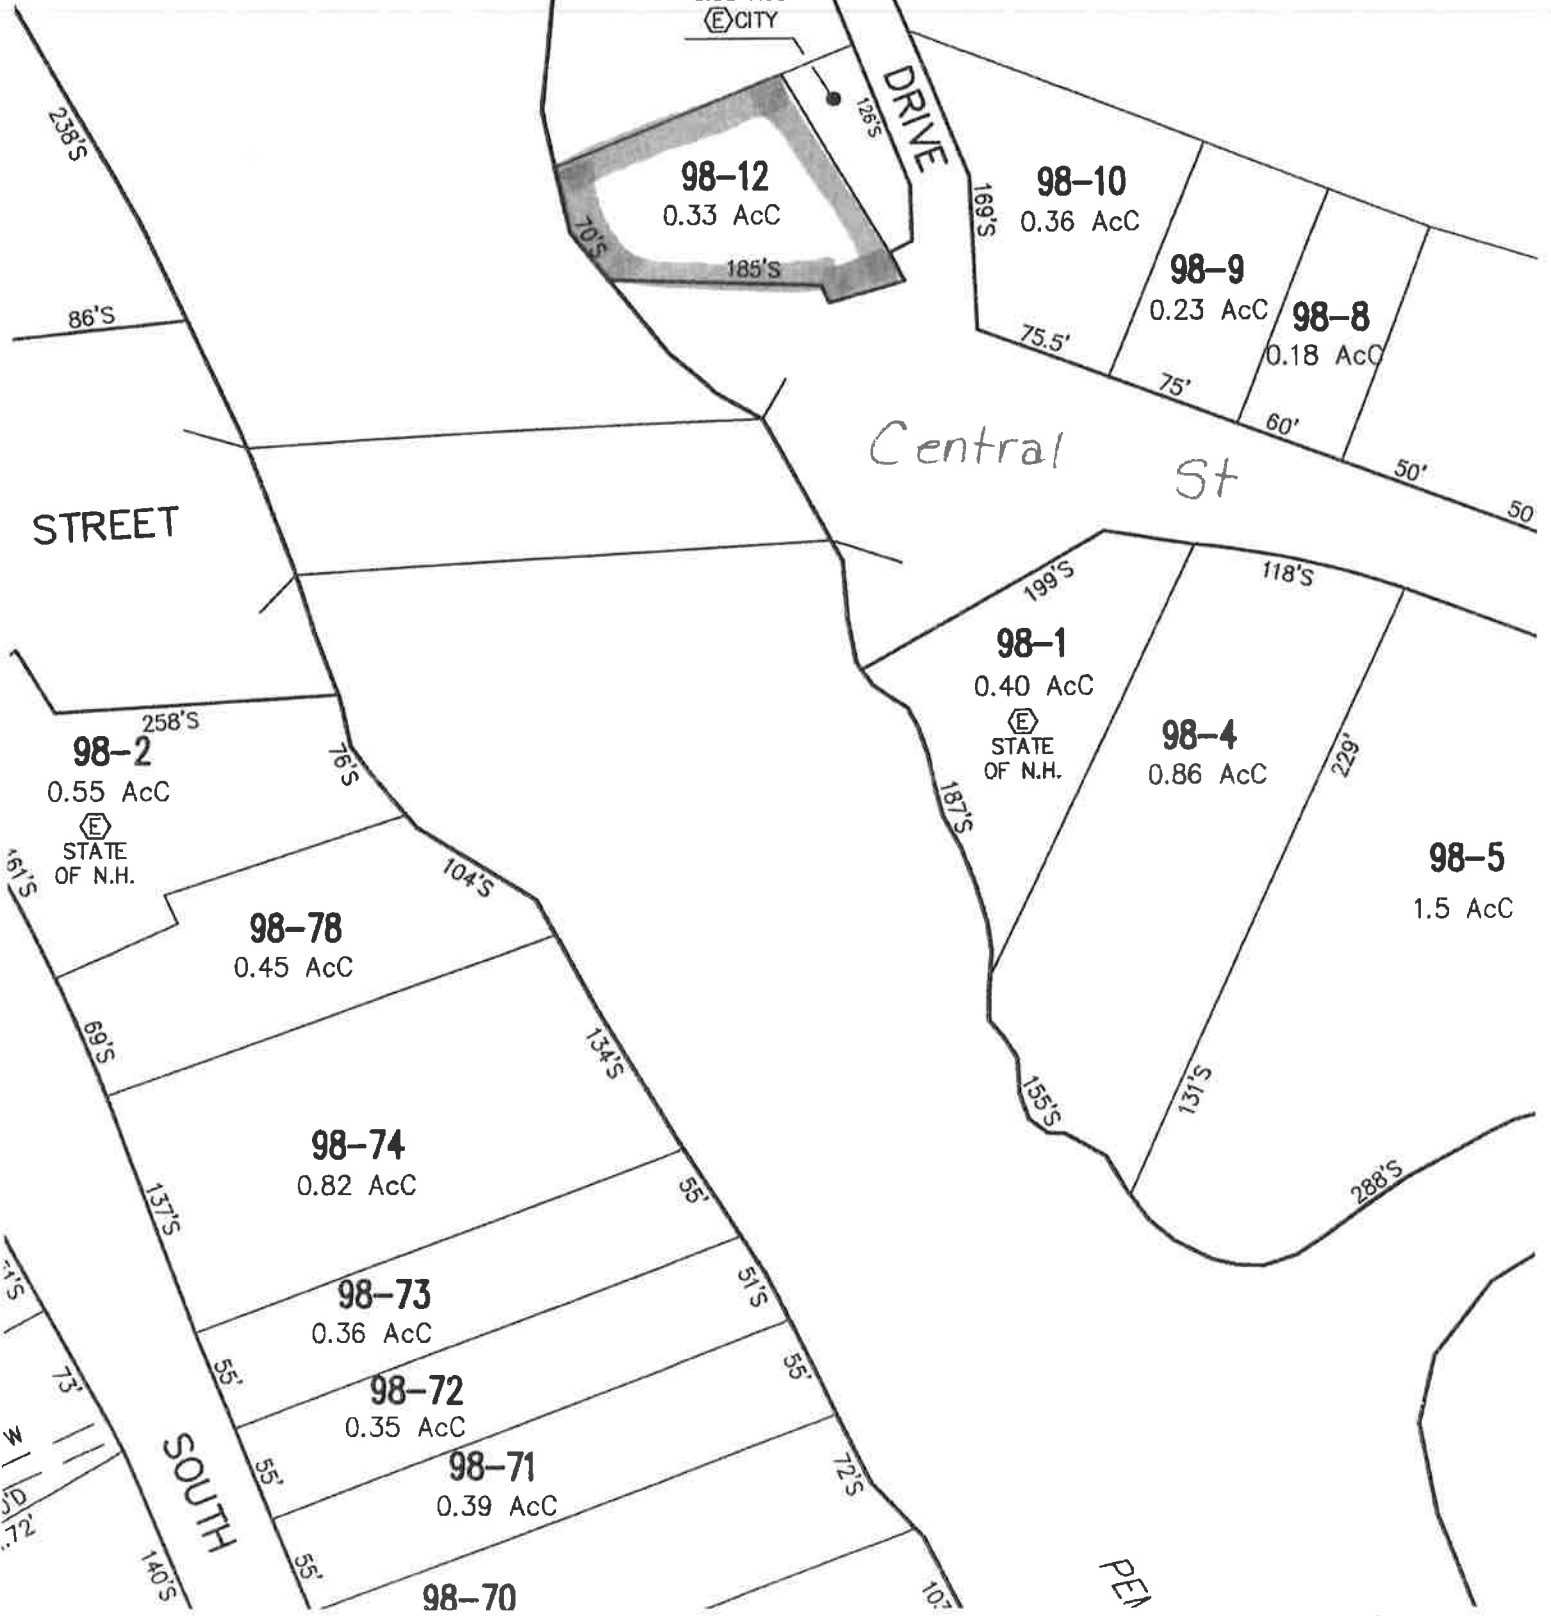 Ⓔ CITY
DRIVE
126'S
238'S
98-12
0.33 AcC
70'S
185'S
169'S
98-10
0.36 AcC
98-9
0.23 AcC
98-8
0.18 AcC
86'S
75.5'
75'
60'
50'
50
Central St
STREET
199'S
118'S
98-1
0.40 AcC
Ⓔ
STATE
OF N.H.
98-4
0.86 AcC
229'
258'S
98-2
0.55 AcC
Ⓔ
STATE
OF N.H.
76'S
187'S
161'S
104'S
98-5
1.5 AcC
98-78
0.45 AcC
69'S
134'S
155'S
131'S
98-74
0.82 AcC
137'S
55'
288'S
98-73
0.36 AcC
51'S
73'
55'
98-72
0.35 AcC
55'
98-71
0.39 AcC
55'
72'S
SOUTH
140'S
55'
98-70
103'
PEM